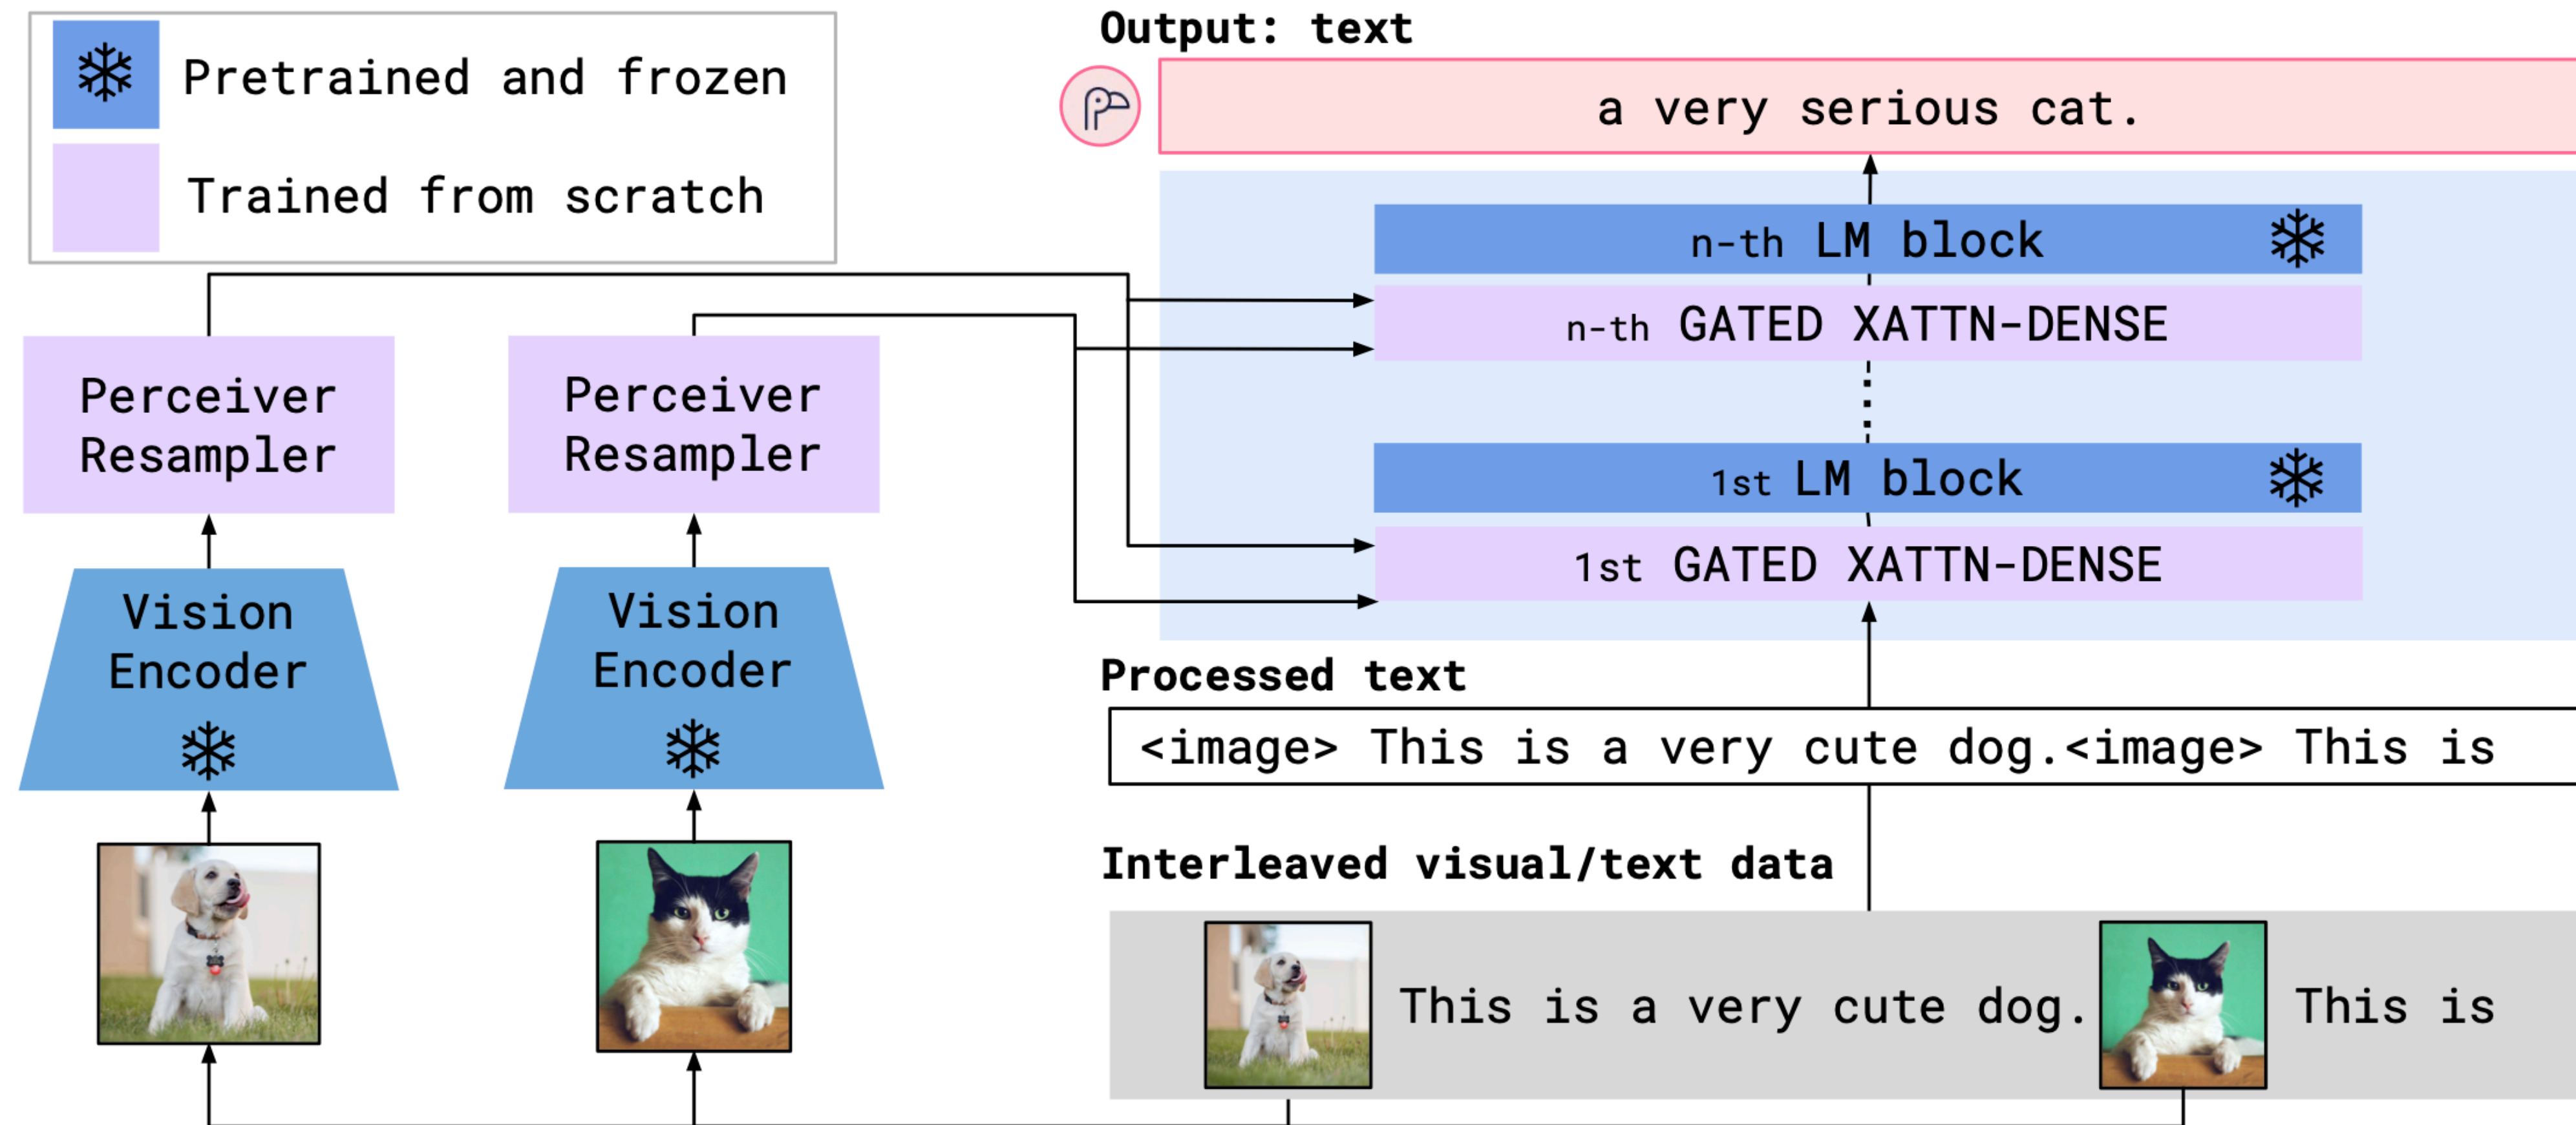 Pretrained and frozen
Trained from scratch
Perceiver
Resampler
Perceiver
Resampler
Vision
Encoder
Vision
Encoder
Output: text
a very serious cat.
n-th LM block
n-th GATED XATTN-DENSE
1st LM block
1st GATED XATTN-DENSE
Processed text
<image> This is a very cute dog.<image> This is
Interleaved visual/text data
This is a very cute dog. This is